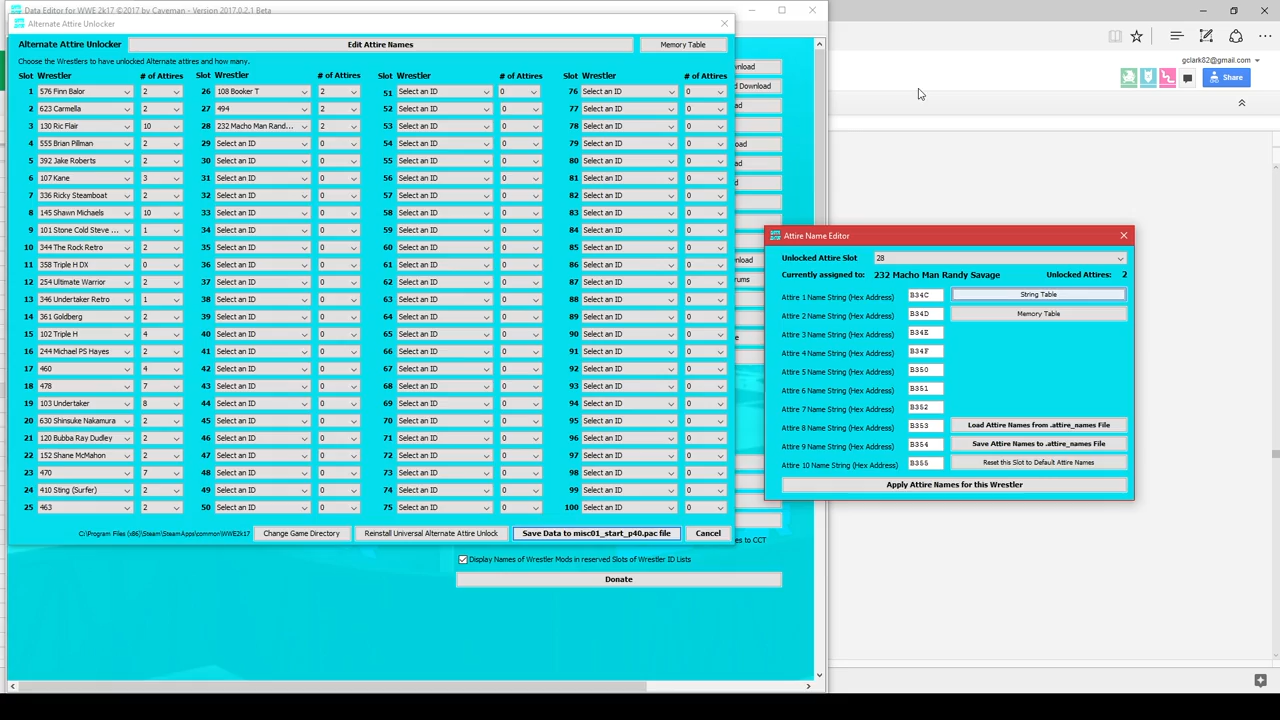 Data Editor for WWE 2k17 ©2017 by Caveman - Version 2017.0.2.1 Beta
Alternate Attire Unlocker
Alternate Attire Unlocker Edit Attire Names Memory Table
Choose the Wrestlers to have unlocked Alternate attires and how many.
Slot Wrestler # of Attires Slot Wrestler # of Attires Slot Wrestler # of Attires Slot Wrestler # of Attires
1 576 Finn Balor 2 26 108 Booker T 2 51 Select an ID 0 76 Select an ID 0
2 623 Carmella 2 27 494 2 52 Select an ID 0 77 Select an ID 0
3 130 Ric Flair 10 28 232 Macho Man Rand... 2 53 Select an ID 0 78 Select an ID 0
4 555 Brian Pillman 2 29 Select an ID 0 54 Select an ID 0 79 Select an ID 0
5 392 Jake Roberts 2 30 Select an ID 0 55 Select an ID 0 80 Select an ID 0
6 107 Kane 3 31 Select an ID 0 56 Select an ID 0 81 Select an ID 0
7 336 Ricky Steamboat 2 32 Select an ID 0 57 Select an ID 0 82 Select an ID 0
8 145 Shawn Michaels 10 33 Select an ID 0 58 Select an ID 0 83 Select an ID 0
9 101 Stone Cold Steve ... 1 34 Select an ID 0 59 Select an ID 0 84 Select an ID 0
10 344 The Rock Retro 2 35 Select an ID 0 60 Select an ID 0 85 Select an ID 0
11 358 Triple H DX 0 36 Select an ID 0 61 Select an ID 0 86 Select an ID 0
12 254 Ultimate Warrior 2 37 Select an ID 0 62 Select an ID 0 87 Select an ID 0
13 346 Undertaker Retro 1 38 Select an ID 0 63 Select an ID 0 88 Select an ID 0
14 361 Goldberg 2 39 Select an ID 0 64 Select an ID 0 89 Select an ID 0
15 102 Triple H 4 40 Select an ID 0 65 Select an ID 0 90 Select an ID 0
16 244 Michael PS Hayes 2 41 Select an ID 0 66 Select an ID 0 91 Select an ID 0
17 460 4 42 Select an ID 0 67 Select an ID 0 92 Select an ID 0
18 478 7 43 Select an ID 0 68 Select an ID 0 93 Select an ID 0
19 103 Undertaker 8 44 Select an ID 0 69 Select an ID 0 94 Select an ID 0
20 630 Shinsuke Nakamura 2 45 Select an ID 0 70 Select an ID 0 95 Select an ID 0
21 120 Bubba Ray Dudley 2 46 Select an ID 0 71 Select an ID 0 96 Select an ID 0
22 152 Shane McMahon 2 47 Select an ID 0 72 Select an ID 0 97 Select an ID 0
23 470 7 48 Select an ID 0 73 Select an ID 0 98 Select an ID 0
24 410 Sting (Surfer) 2 49 Select an ID 0 74 Select an ID 0 99 Select an ID 0
25 463 2 50 Select an ID 0 75 Select an ID 0 100 Select an ID 0
C:\Program Files (x86)\Steam\SteamApps\common\WWE2k17 Change Game Directory Reinstall Universal Alternate Attire Unlock Save Data to misc01_start_p40.pac file Cancel
Display Names of Wrestler Mods in reserved Slots of Wrestler ID Lists
Donate
Download
es to CCT
gclark82@gmail.com
Share
Attire Name Editor
Unlocked Attire Slot 28
Currently assigned to: 232 Macho Man Randy Savage Unlocked Attires: 2
Attire 1 Name String (Hex Address) B34C String Table
Attire 2 Name String (Hex Address) B34D Memory Table
Attire 3 Name String (Hex Address) B34E
Attire 4 Name String (Hex Address) B34F
Attire 5 Name String (Hex Address) B350
Attire 6 Name String (Hex Address) B351
Attire 7 Name String (Hex Address) B352
Attire 8 Name String (Hex Address) B353 Load Attire Names from .attire_names File
Attire 9 Name String (Hex Address) B354 Save Attire Names to .attire_names File
Attire 10 Name String (Hex Address) B355 Reset this Slot to Default Attire Names
Apply Attire Names for this Wrestler